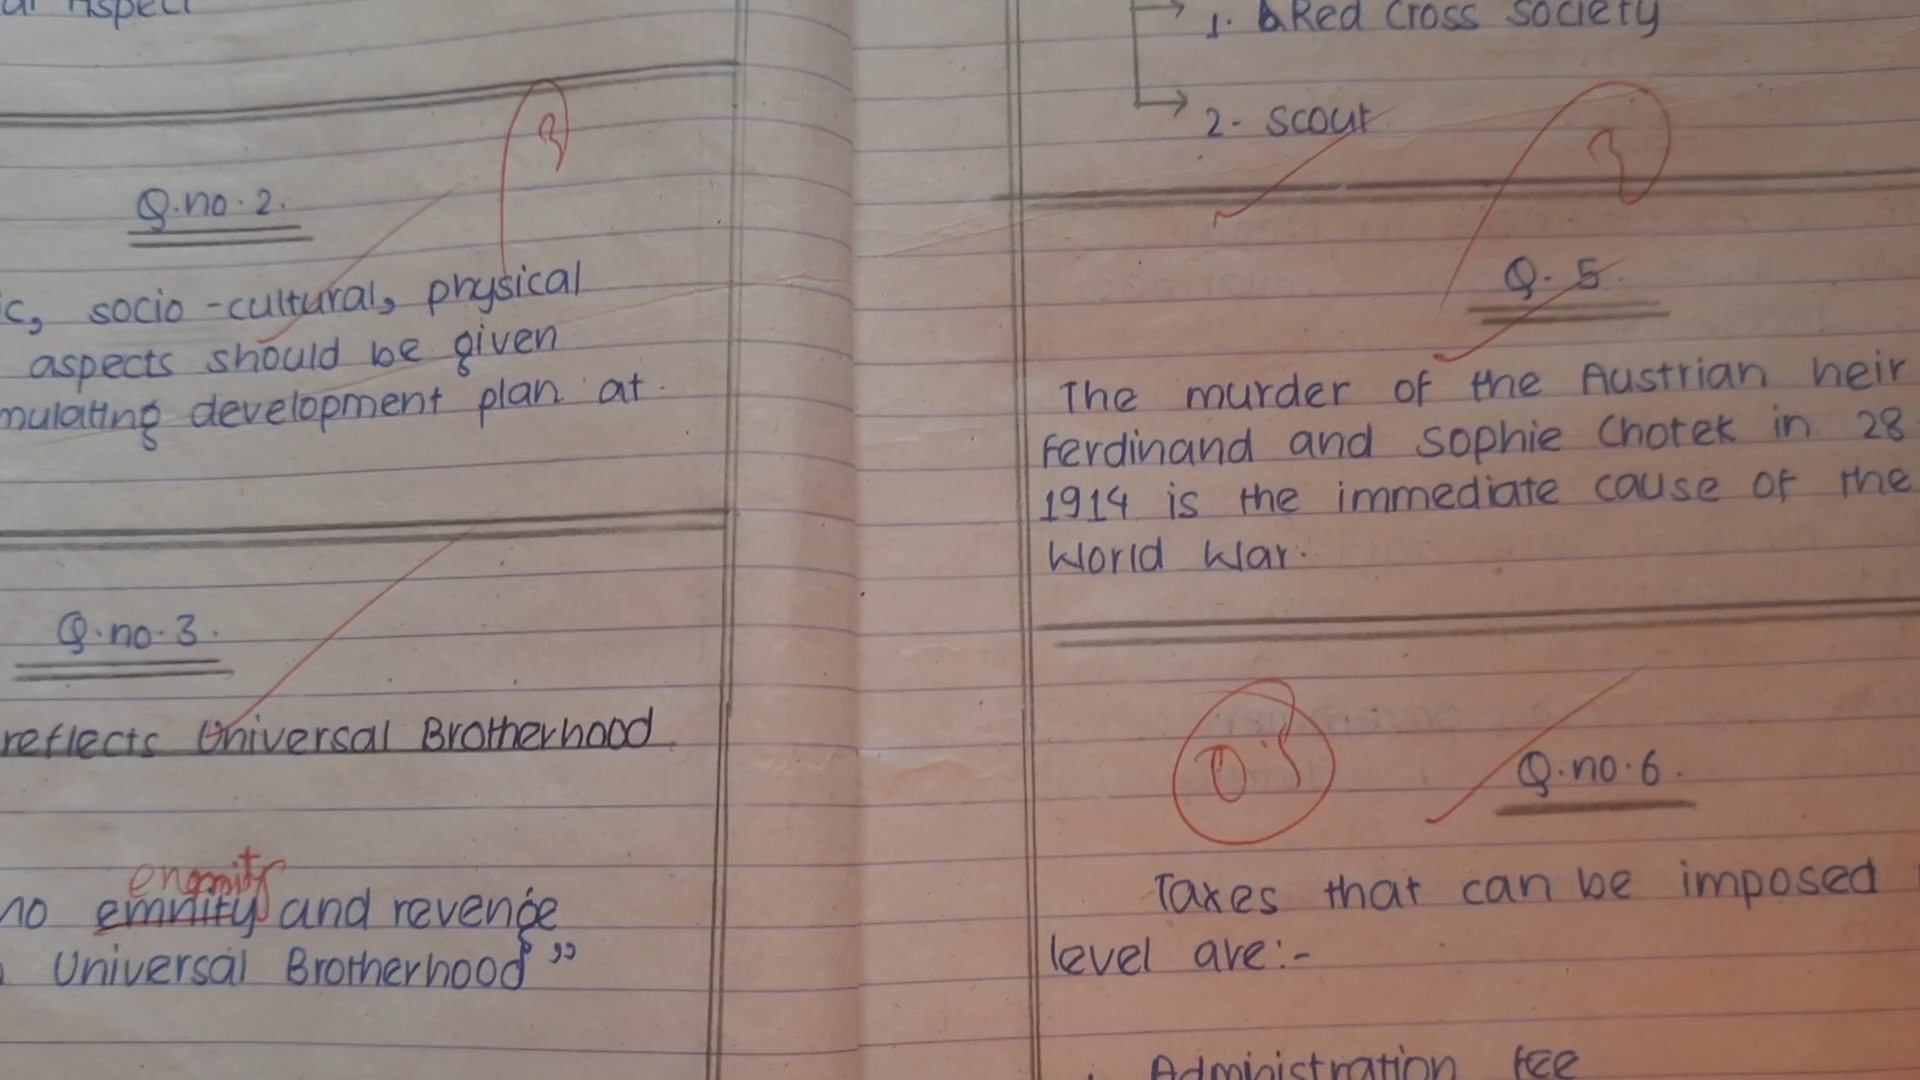 Aspect
Q.no.2.
c, socio-cultural, physical
aspects should be given
mulating development plan at
Q.no.3.
reflects Universal Brotherhood
enamity
no emnity and revenge
Universal Brotherhood”
1. Red Cross Society
2- scout
Q. 5.
The murder of the Austrian heir
Ferdinand and Sophie Chotek in 28
1914 is the immediate cause of the
World War.
0.5
Q.no.6.
Taxes that can be imposed
level are:-
Administration fee